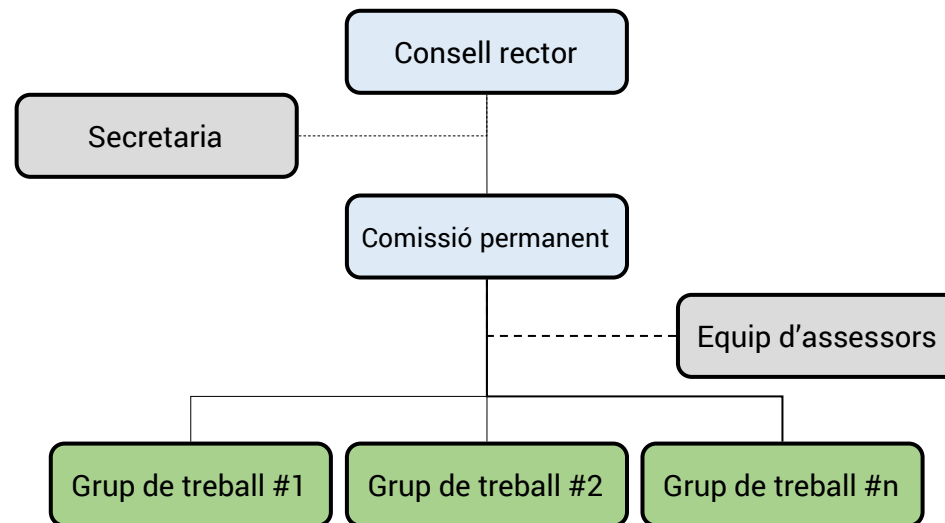 Consell rector
Secretaria
Comissió permanent
Equip d’assessors
Grup de treball #1
Grup de treball #2
Grup de treball #n